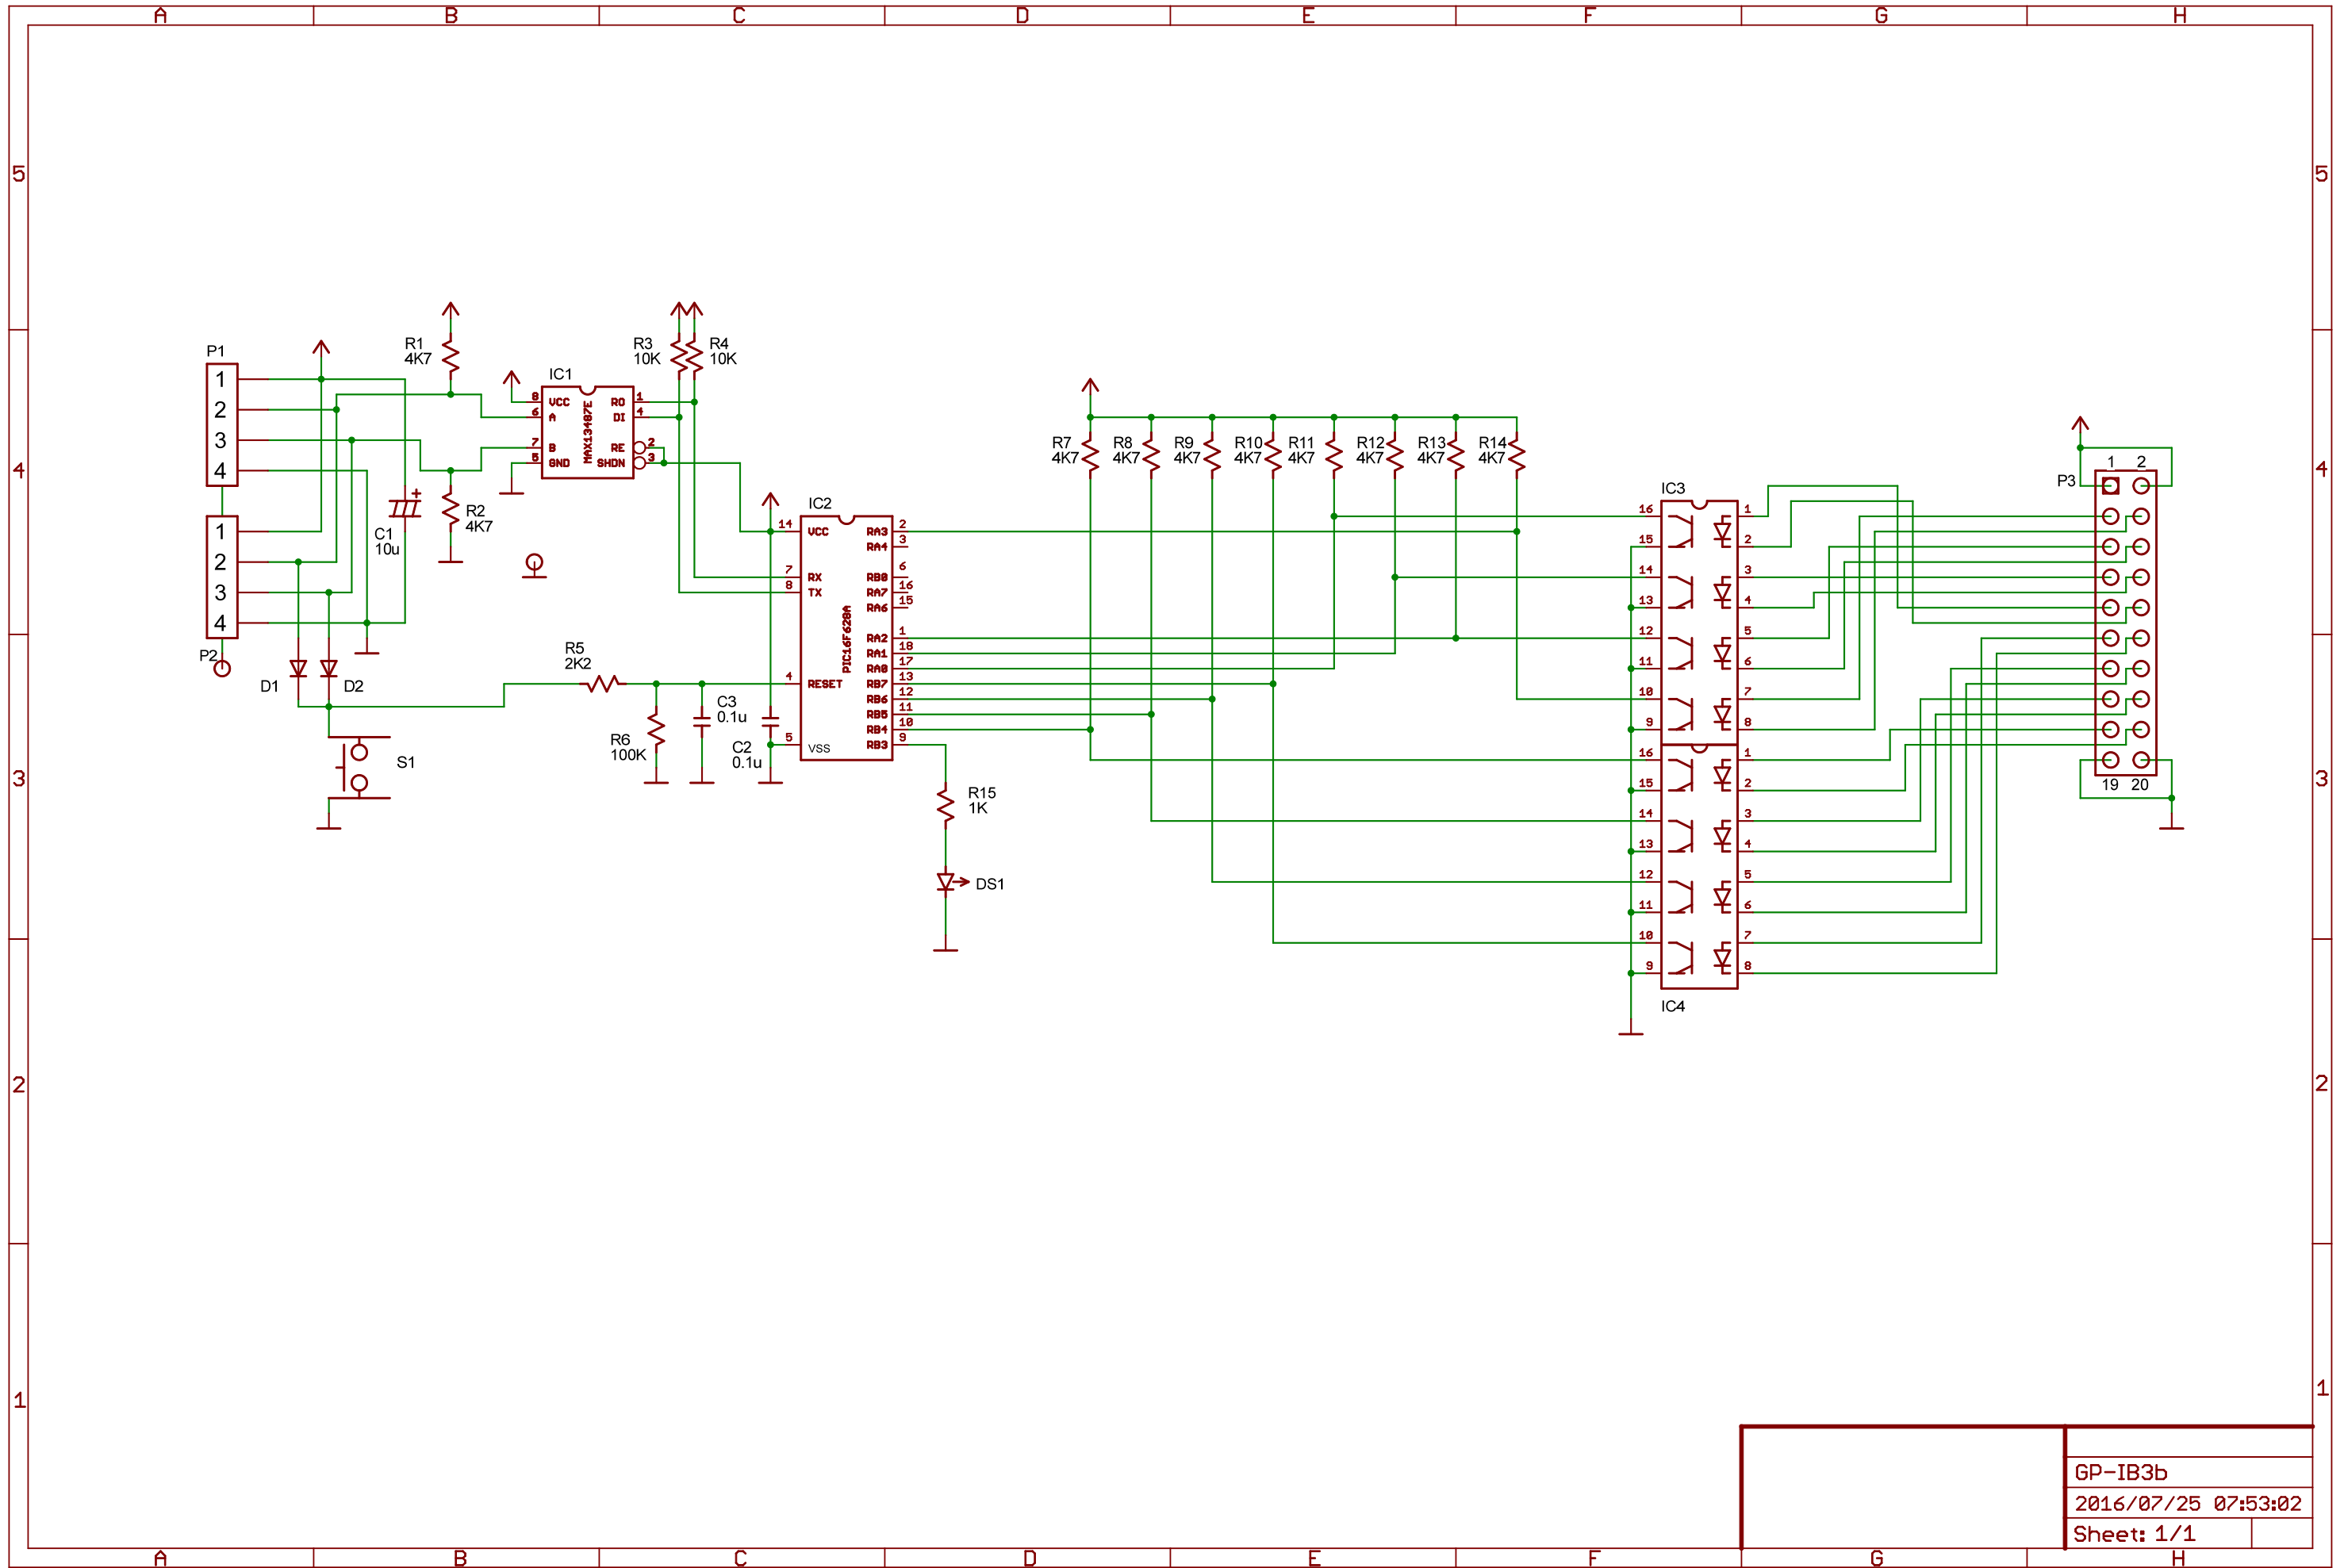 A B C D E F G H
5 5
P1
1
2
3
4
1
2
3
4
P2
R1
4K7
R2
4K7
C1
10u
+
D1 D2
S1
IC1
8 VCC RO 1
6 A DI 4
7 B RE 2
5 GND SHDN 3
MAX13487E
R3
10K
R4
10K
R5
2K2
R6
100K
C3
0.1u
C2
0.1u
IC2
14 VCC RA3 2
RA4 3
7 RX RB0 6
8 TX RA7 16
RA6 15
RA2 1
RA1 18
RA0 17
4 RESET RB7 13
RB6 12
RB5 11
RB4 10
5 VSS RB3 9
PIC16F628A
R15
1K
DS1
R7
4K7
R8
4K7
R9
4K7
R10
4K7
R11
4K7
R12
4K7
R13
4K7
R14
4K7
4 4
IC3
16 1
15 2
14 3
13 4
12 5
11 6
10 7
9 8
16 1
15 2
14 3
13 4
12 5
11 6
10 7
9 8
IC4
P3
1 2
19 20
3 3
2 2
1 1
GP-IB3b
2016/07/25 07:53:02
Sheet: 1/1
A B C D E F G H